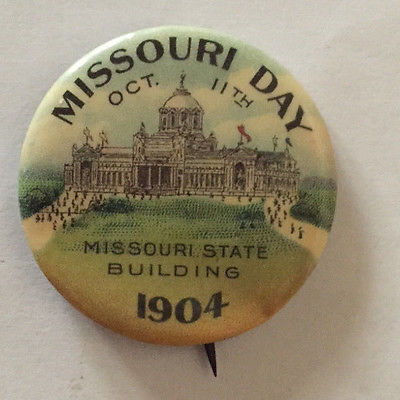 MISSOURI DAY
OCT. 11TH
MISSOURI STATE
BUILDING
1904